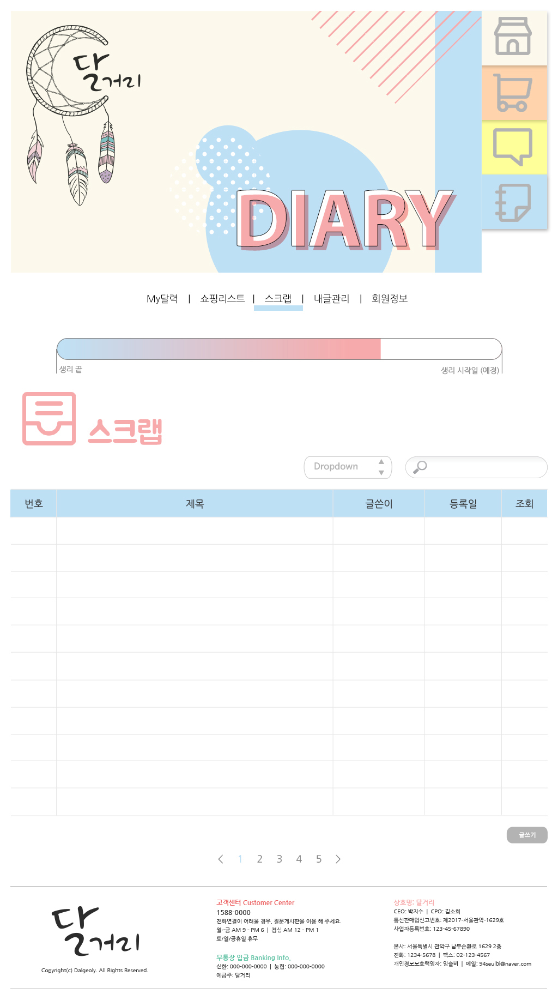 달거리
DIARY
My달력 | 쇼핑리스트 | 스크랩 | 내글관리 | 회원정보
생리 끝
생리 시작일 (예정)
스크랩
Dropdown
번호 제목 글쓴이 등록일 조회
글쓰기
< 1 2 3 4 5 >
달거리
Copyright(c) Dalgeoly. All Rights Reserved.
고객센터 Customer Center
1588-0000
전화연결이 어려울 경우, 질문게시판을 이용 해 주세요.
월~금 AM 9 - PM 6 | 점심 AM 12 - PM 1
토/일/공휴일 휴무
무통장 입금 Banking Info.
신한: 000-000-0000 | 농협: 000-000-0000
예금주: 달거리
상호명: 달거리
CEO: 박지수 | CPO: 김소희
통신판매업신고번호: 제2017-서울관악-1629호
사업자등록번호: 123-45-67890
본사: 서울특별시 관악구 남부순환로 1629 2층
전화: 1234-5678 | 팩스: 02-123-4567
개인정보보호책임자: 임슬비 | 메일: 94seulbi@naver.com